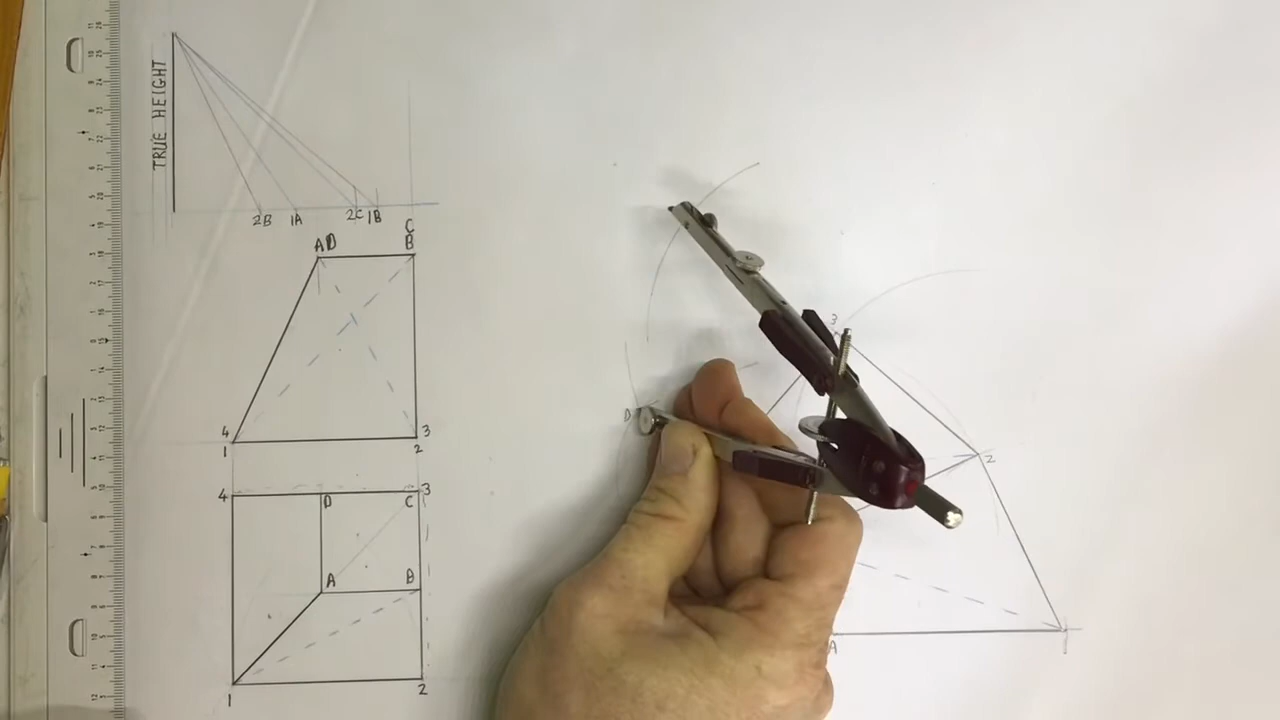 TRUE HEIGHT
2B 1A 2C 1B
C
AD B
4 3
1 2
4 D C 3
A B
1 2
3
D
2
A